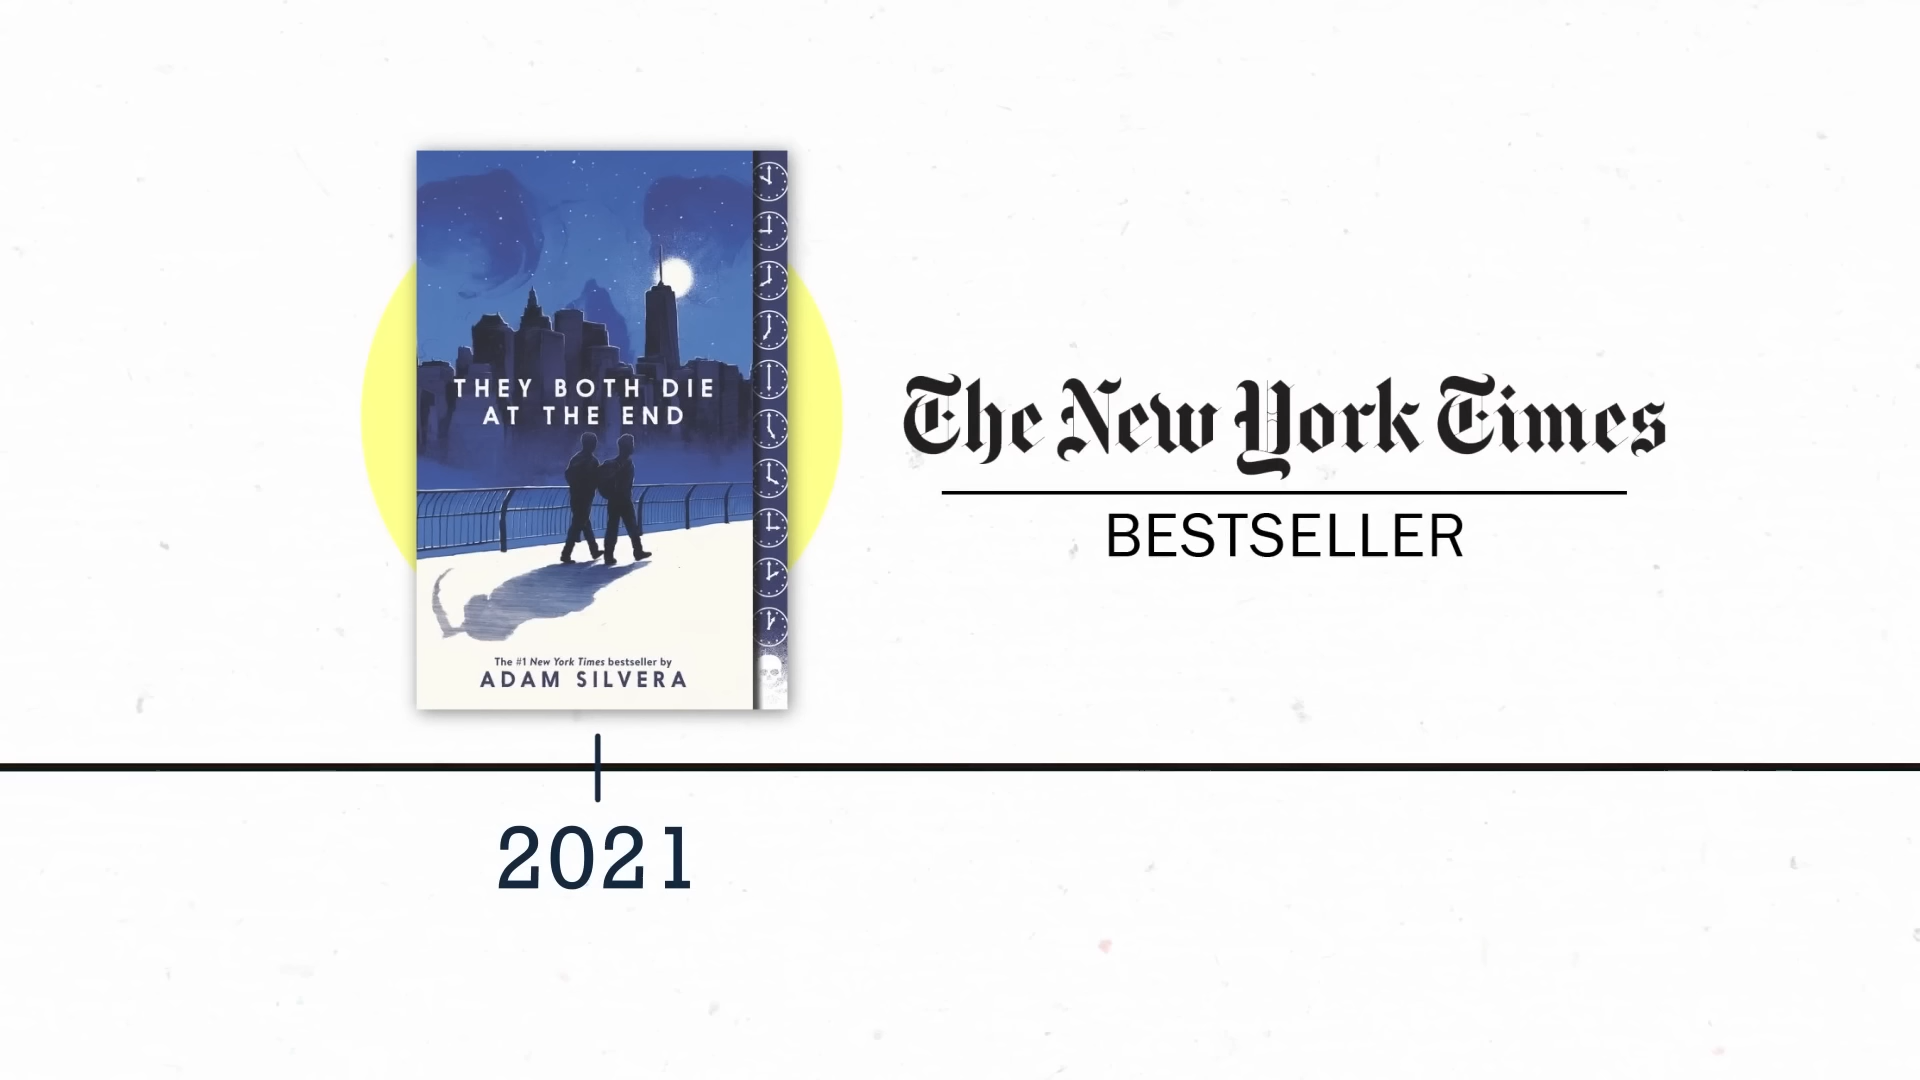 THEY BOTH DIE
AT THE END
The #1 New York Times bestseller by
ADAM SILVERA
The New York Times
BESTSELLER
2021